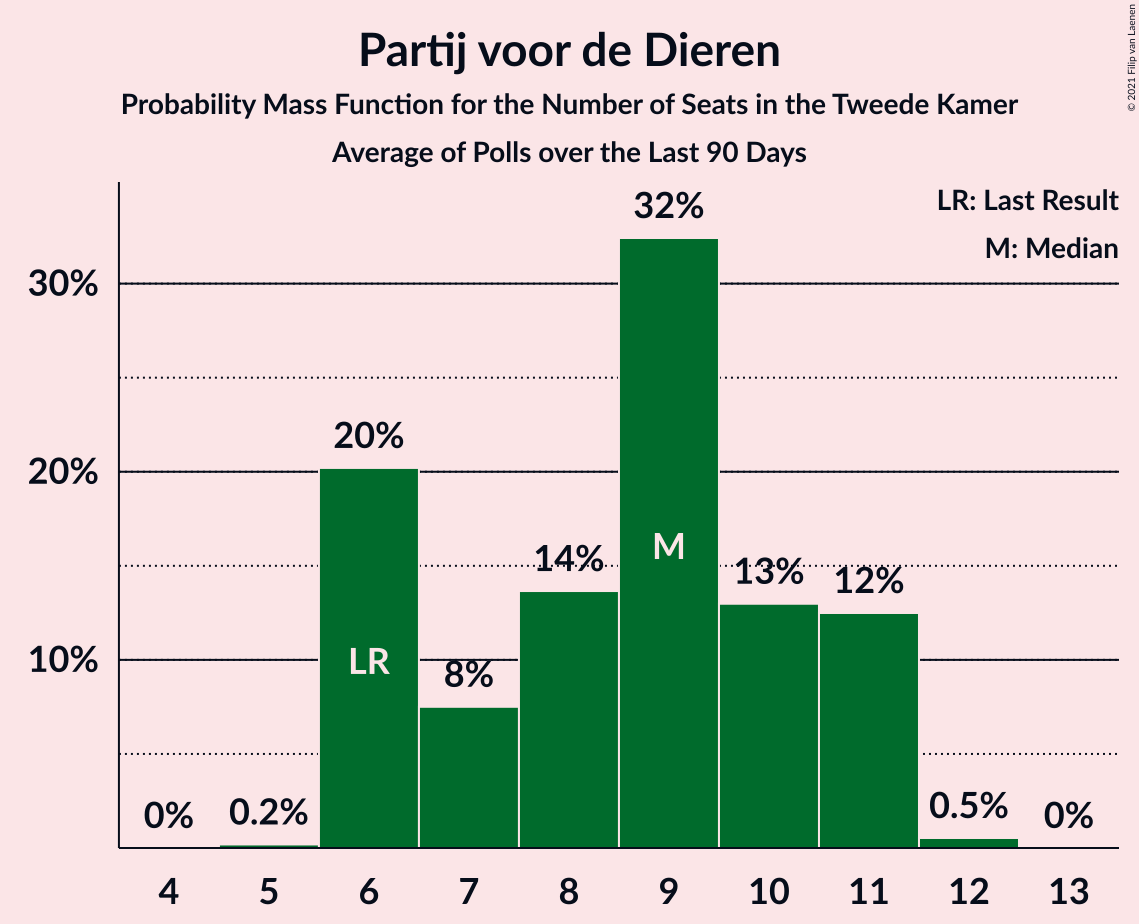 Partij voor de Dieren
Probability Mass Function for the Number of Seats in the Tweede Kamer
Average of Polls over the Last 90 Days
© 2021 Filip van Laenen
LR: Last Result
M: Median
30%
20%
10%
0%
0.2%
20%
8%
14%
32%
13%
12%
0.5%
0%
LR
M
4 5 6 7 8 9 10 11 12 13